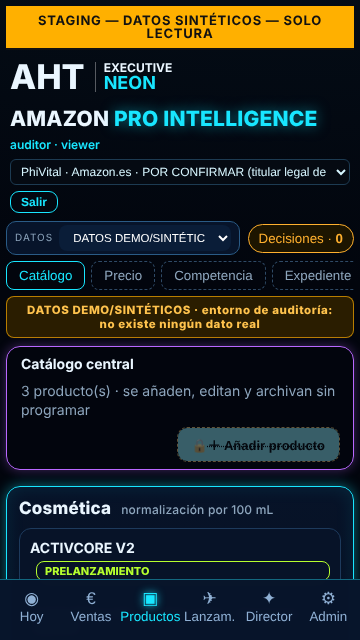 STAGING — DATOS SINTÉTICOS — SOLO
LECTURA
AHT EXECUTIVE
NEON
AMAZON PRO INTELLIGENCE
auditor · viewer
PhiVital · Amazon.es · POR CONFIRMAR (titular legal de
Salir
DATOS DATOS DEMO/SINTÉTIC Decisiones · 0
Catálogo Precio Competencia Expediente
DATOS DEMO/SINTÉTICOS · entorno de auditoría:
no existe ningún dato real
Catálogo central
3 producto(s) · se añaden, editan y archivan sin
programar
🔒 ＋ Añadir producto
Cosmética normalización por 100 mL
ACTIVCORE V2
PRELANZAMIENTO
Hoy Ventas Productos Lanzam. Director Admin